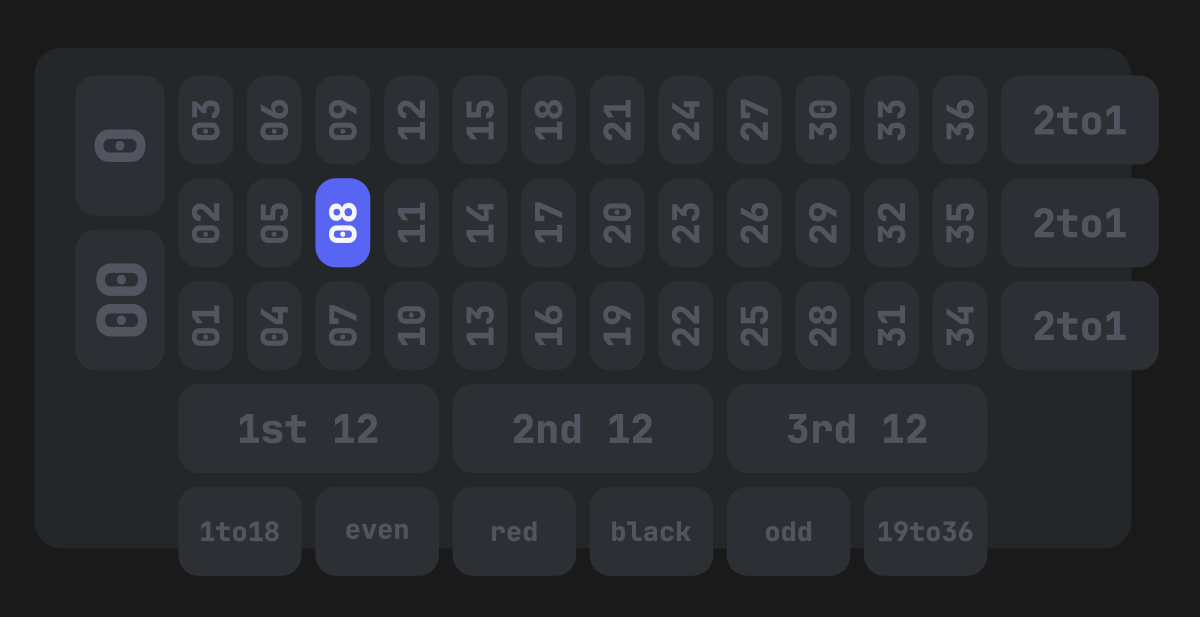 0 03 06 09 12 15 18 21 24 27 30 33 36 2to1
00 02 05 08 11 14 17 20 23 26 29 32 35 2to1
01 04 07 10 13 16 19 22 25 28 31 34 2to1
1st 12 2nd 12 3rd 12
1to18 even red black odd 19to36